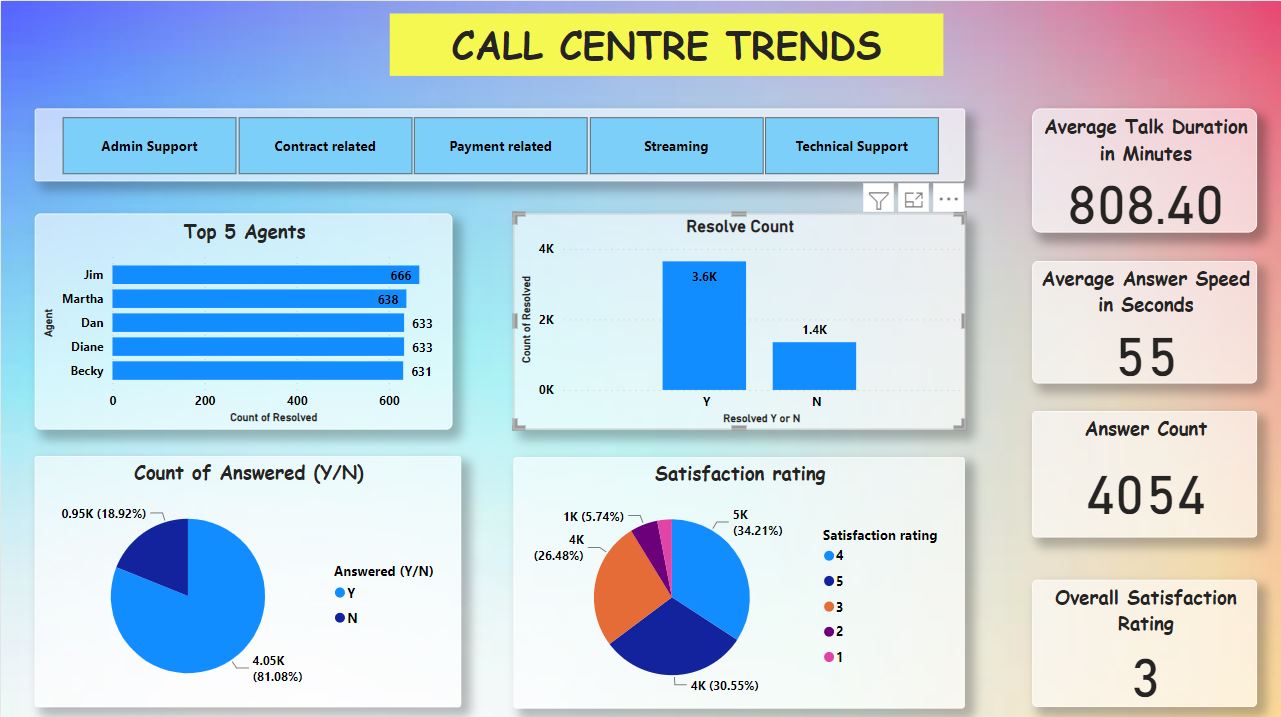 CALL CENTRE TRENDS
Admin Support
Contract related
Payment related
Streaming
Technical Support
Average Talk Duration
in Minutes
808.40
Average Answer Speed
in Seconds
55
Answer Count
4054
Overall Satisfaction
Rating
3
Top 5 Agents
Agent
Jim 666
Martha 638
Dan 633
Diane 633
Becky 631
0 200 400 600
Count of Resolved
Resolve Count
Count of Resolved
4K
2K
0K
3.6K
1.4K
Y N
Resolved Y or N
Count of Answered (Y/N)
0.95K (18.92%)
4.05K
(81.08%)
Answered (Y/N)
Y
N
Satisfaction rating
1K (5.74%)
4K
(26.48%)
5K
(34.21%)
4K (30.55%)
Satisfaction rating
4
5
3
2
1